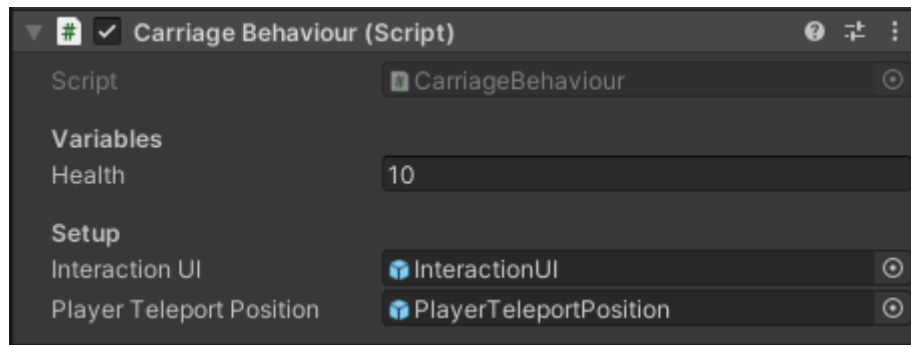 # Carriage Behaviour (Script)
Script # CarriageBehaviour
Variables
Health 10
Setup
Interaction UI InteractionUI
Player Teleport Position PlayerTeleportPosition